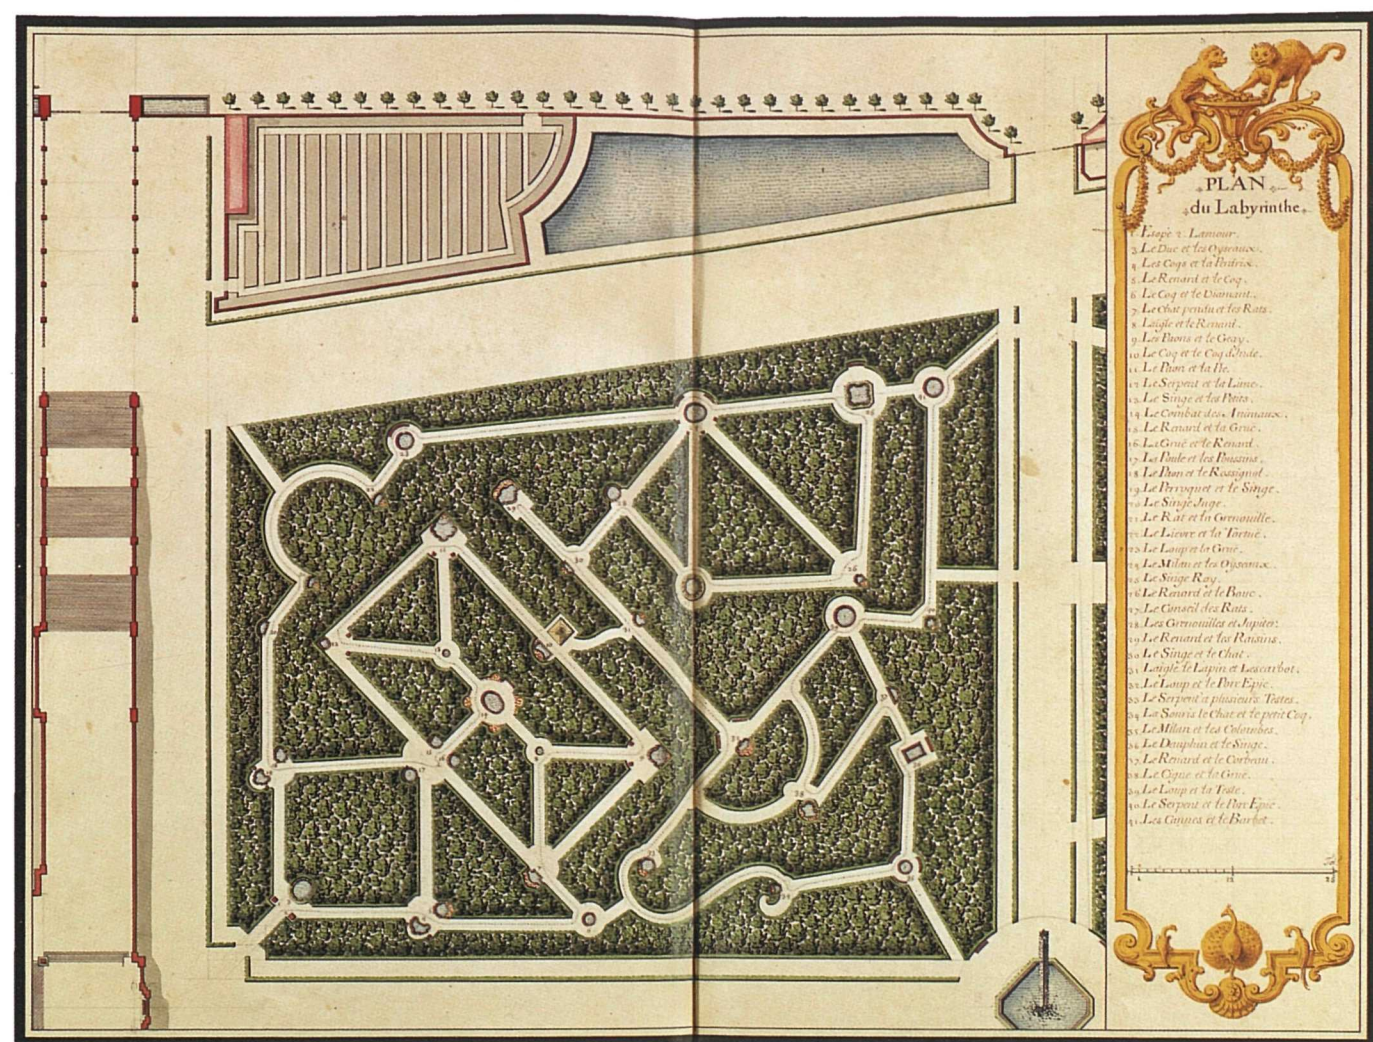 PLAN
du Labyrinthe
1. Esope 2. Lamour.
3. Le Duc et les Oyseaux.
4. Les Coqs et la Perdrix.
5. Le Renard et le Coq.
6. Le Coq et le Diamant.
7. Le Chat pendu et les Rats.
8. Laigle et le Renard.
9. Les Paons et le Geay.
10. Le Coq et le Coq d'Inde.
11. Le Paon et la Pie.
12. Le Serpent et la Lime.
13. Le Singe et ses Petits.
14. Le Combat des Animaux.
15. Le Renard et la Grue.
16. La Grue et le Renard.
17. La Poule et les Poussins.
18. Le Paon et le Rossignol.
19. Le Perroquet et le Singe.
20. Le Singe Juge.
21. Le Rat et la Grenouille.
22. Le Lievre et la Tortue.
23. Le Loup et la Grue.
24. Le Milan et les Oyseaux.
25. Le Singe Roy.
26. Le Renard et le Bouc.
27. Le Conseil des Rats.
28. Les Grenouilles et Jupiter.
29. Le Renard et les Raisins.
30. Le Singe et le Chat.
31. Laigle le Lapin et Lescarbot.
32. Le Loup et le Porc Epic.
33. Le Serpent a plusieurs Testes.
34. La Souris le Chat et le petit Coq.
35. Le Milan et les Colombes.
36. Le Dauphin et le Singe.
37. Le Renard et le Corbeau.
38. Le Cigne et la Grue.
39. Le Loup et la Teste.
40. Le Serpent et le Porc Epic.
41. Les Cannes et le Barbet.